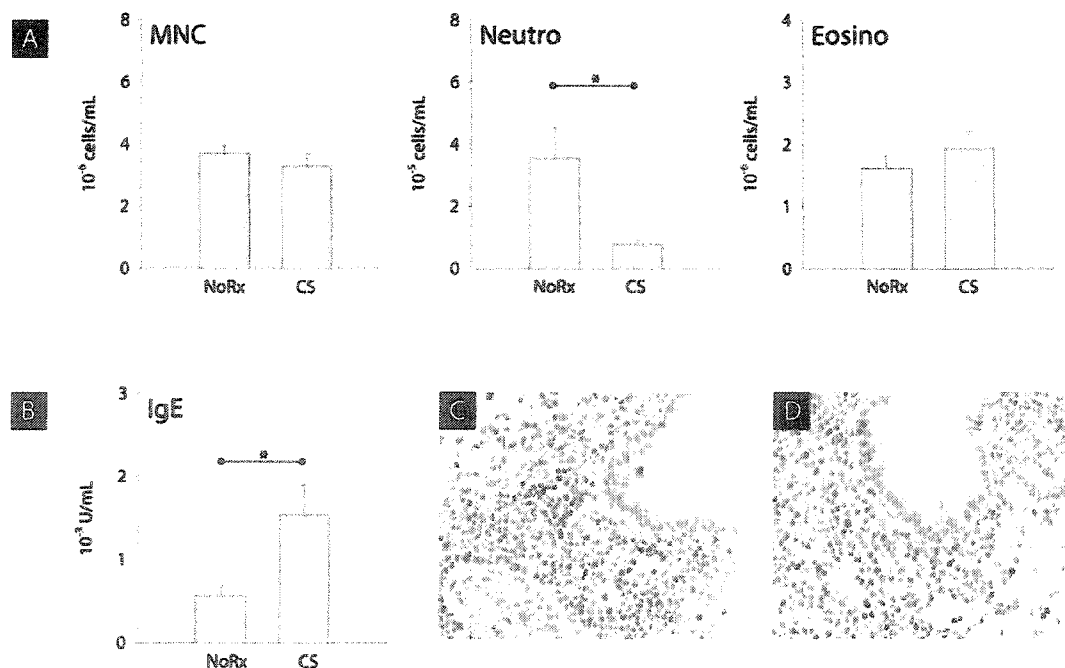 A
MNC
8
6
4
2
0
10⁻⁶ cells/mL
NoRx CS
Neutro
8
6
4
2
0
10⁻⁵ cells/mL
*
NoRx CS
Eosino
4
3
2
1
0
10⁻⁶ cells/mL
NoRx CS
B
IgE
3
2
1
0
10⁻³ U/mL
*
NoRx CS
C
D